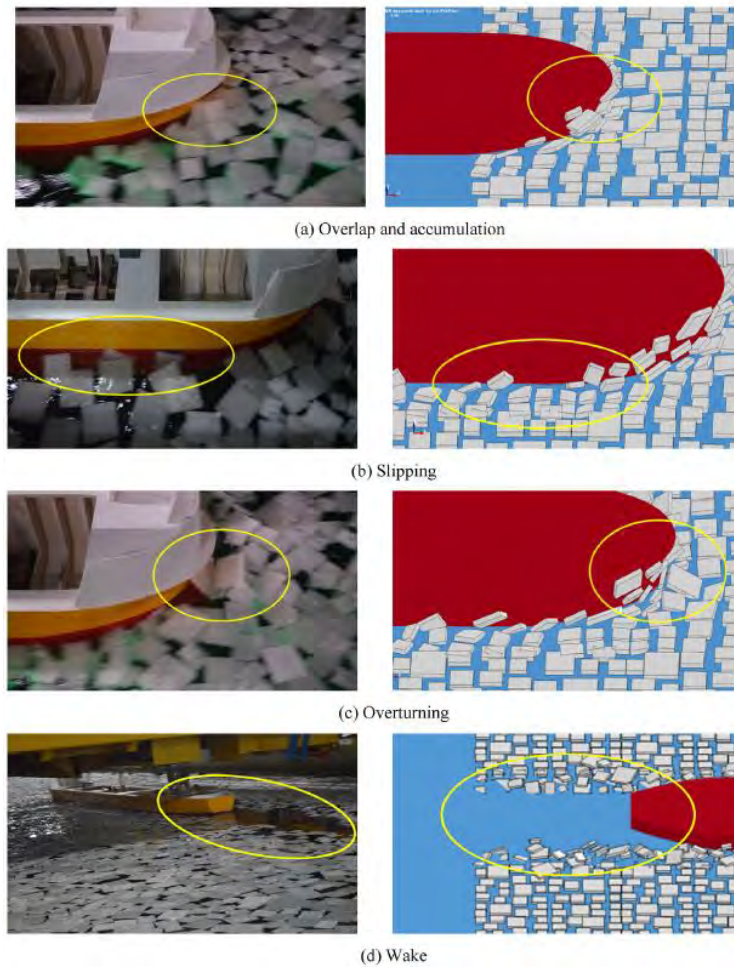 (a) Overlap and accumulation
(b) Slipping
(c) Overturning
(d) Wake